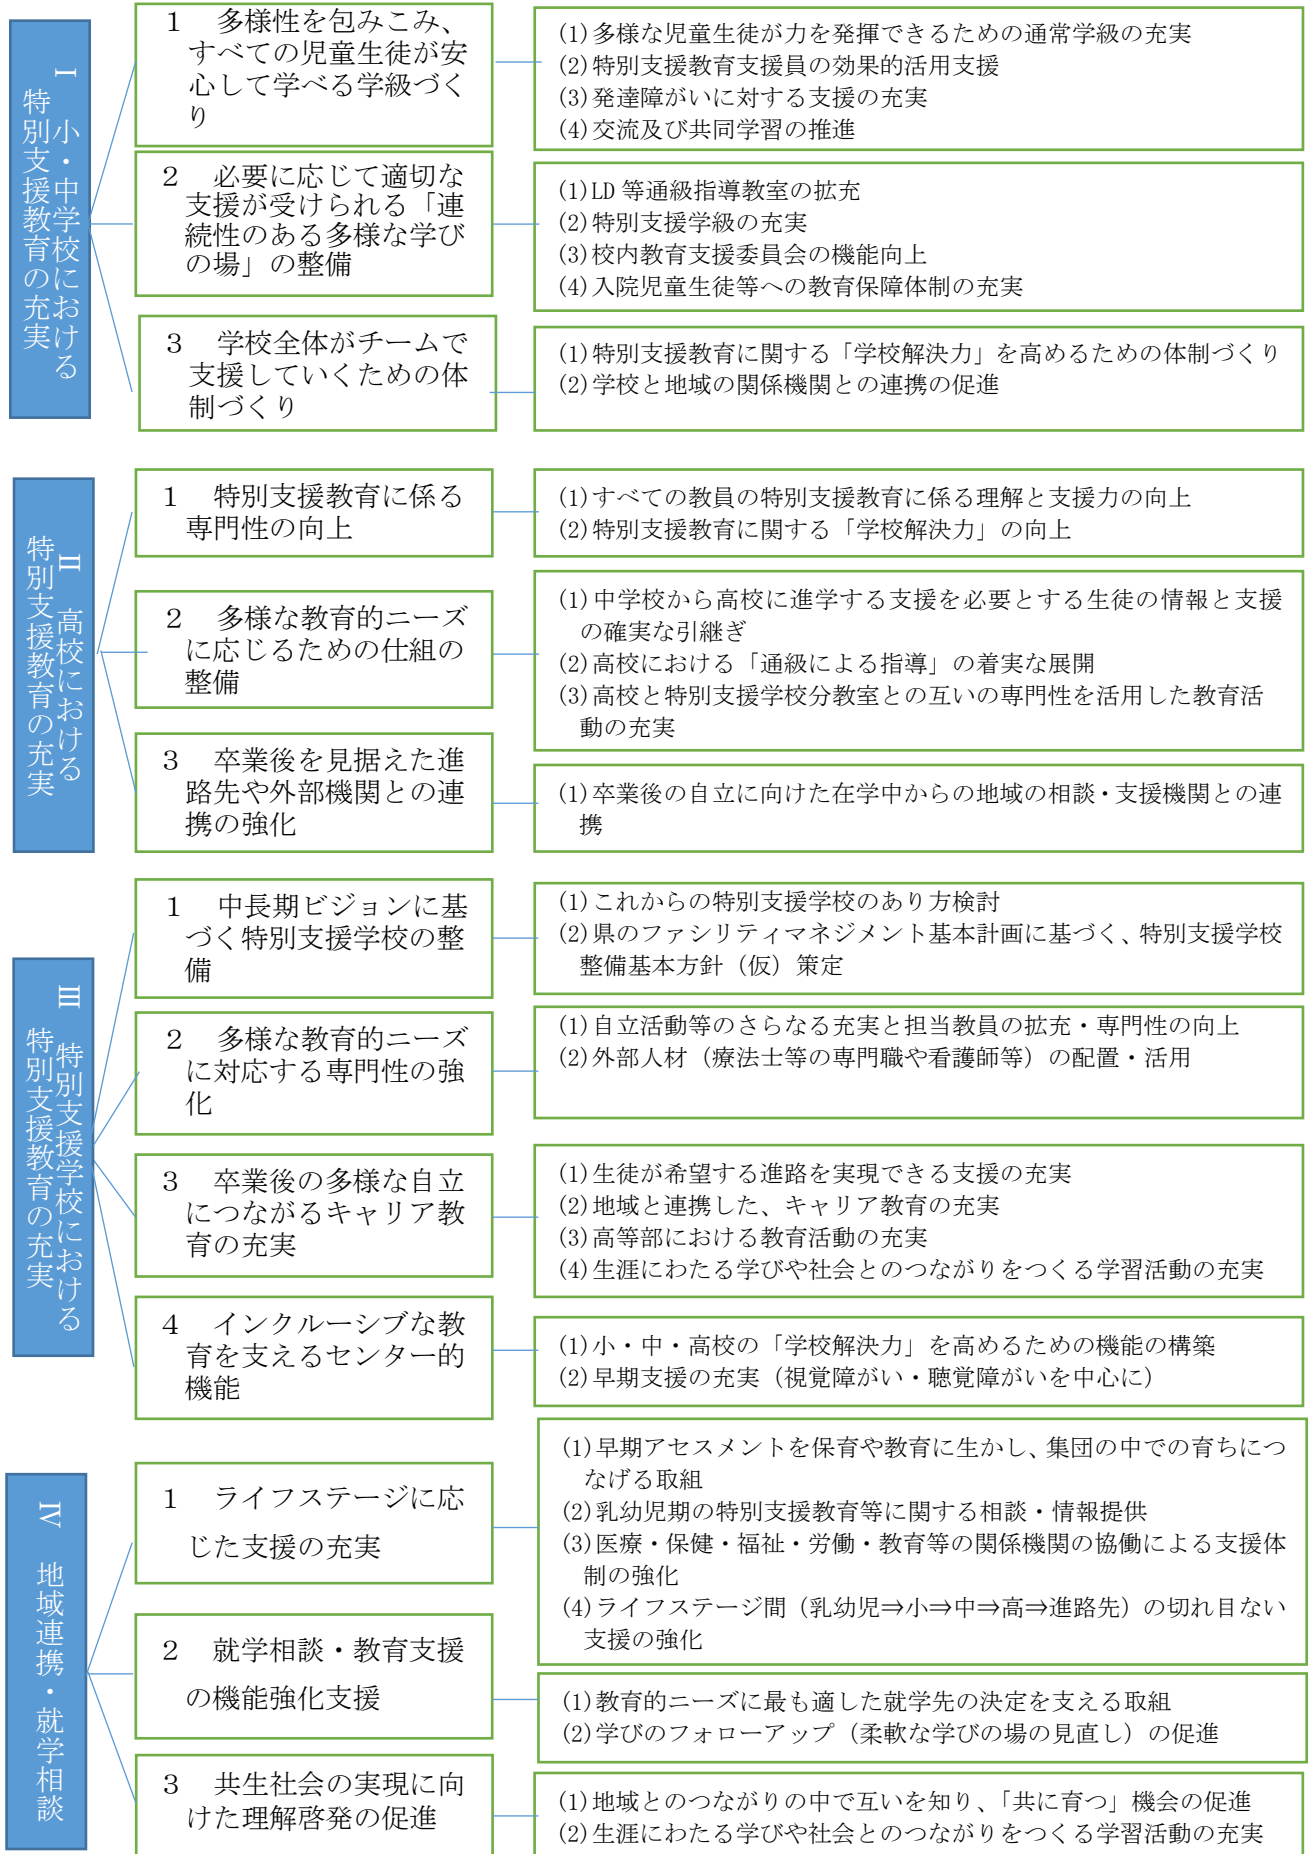 Ⅰ 小・中学校における
特別支援教育の充実
１ 多様性を包みこみ、
すべての児童生徒が安
心して学べる学級づく
り
(1)多様な児童生徒が力を発揮できるための通常学級の充実
(2)特別支援教育支援員の効果的活用支援
(3)発達障がいに対する支援の充実
(4)交流及び共同学習の推進
２ 必要に応じて適切な
支援が受けられる「連
続性のある多様な学び
の場」の整備
(1)LD 等通級指導教室の拡充
(2)特別支援学級の充実
(3)校内教育支援委員会の機能向上
(4)入院児童生徒等への教育保障体制の充実
３ 学校全体がチームで
支援していくための体
制づくり
(1)特別支援教育に関する「学校解決力」を高めるための体制づくり
(2)学校と地域の関係機関との連携の促進
Ⅱ 高校における
特別支援教育の充実
１ 特別支援教育に係る
専門性の向上
(1)すべての教員の特別支援教育に係る理解と支援力の向上
(2)特別支援教育に関する「学校解決力」の向上
２ 多様な教育的ニーズ
に応じるための仕組の
整備
(1)中学校から高校に進学する支援を必要とする生徒の情報と支援
の確実な引継ぎ
(2)高校における「通級による指導」の着実な展開
(3)高校と特別支援学校分教室との互いの専門性を活用した教育活
動の充実
３ 卒業後を見据えた進
路先や外部機関との連
携の強化
(1)卒業後の自立に向けた在学中からの地域の相談・支援機関との連
携
Ⅲ 特別支援学校における
特別支援教育の充実
１ 中長期ビジョンに基
づく特別支援学校の整
備
(1)これからの特別支援学校のあり方検討
(2)県のファシリティマネジメント基本計画に基づく、特別支援学校
整備基本方針（仮）策定
２ 多様な教育的ニーズ
に対応する専門性の強
化
(1)自立活動等のさらなる充実と担当教員の拡充・専門性の向上
(2)外部人材（療法士等の専門職や看護師等）の配置・活用
３ 卒業後の多様な自立
につながるキャリア教
育の充実
(1)生徒が希望する進路を実現できる支援の充実
(2)地域と連携した、キャリア教育の充実
(3)高等部における教育活動の充実
(4)生涯にわたる学びや社会とのつながりをつくる学習活動の充実
４ インクルーシブな教
育を支えるセンター的
機能
(1)小・中・高校の「学校解決力」を高めるための機能の構築
(2)早期支援の充実（視覚障がい・聴覚障がいを中心に）
Ⅳ 地域連携・就学相談
１ ライフステージに応
じた支援の充実
(1)早期アセスメントを保育や教育に生かし、集団の中での育ちにつ
なげる取組
(2)乳幼児期の特別支援教育等に関する相談・情報提供
(3)医療・保健・福祉・労働・教育等の関係機関の協働による支援体
制の強化
(4)ライフステージ間（乳幼児⇒小⇒中⇒高⇒進路先）の切れ目ない
支援の強化
２ 就学相談・教育支援
の機能強化支援
(1)教育的ニーズに最も適した就学先の決定を支える取組
(2)学びのフォローアップ（柔軟な学びの場の見直し）の促進
３ 共生社会の実現に向
けた理解啓発の促進
(1)地域とのつながりの中で互いを知り、「共に育つ」機会の促進
(2)生涯にわたる学びや社会とのつながりをつくる学習活動の充実